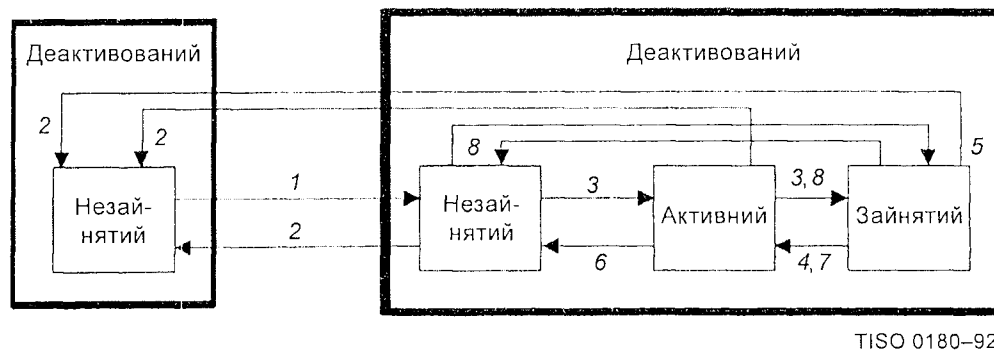 Деактивований
Деактивований
2
2
8
5
1
3
3, 8
Незай-
нятий
Незай-
нятий
Активний
Зайнятий
2
6
4, 7
TISO 0180–92